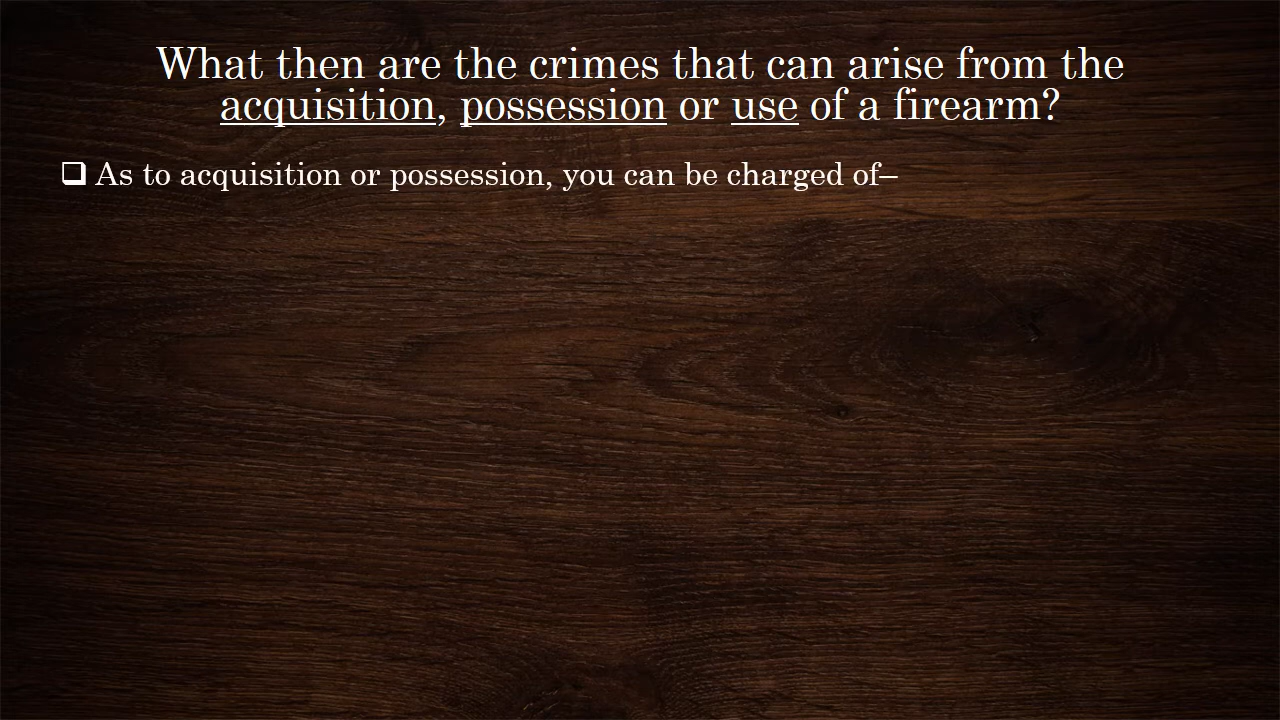 What then are the crimes that can arise from the
acquisition, possession or use of a firearm?
❑ As to acquisition or possession, you can be charged of–